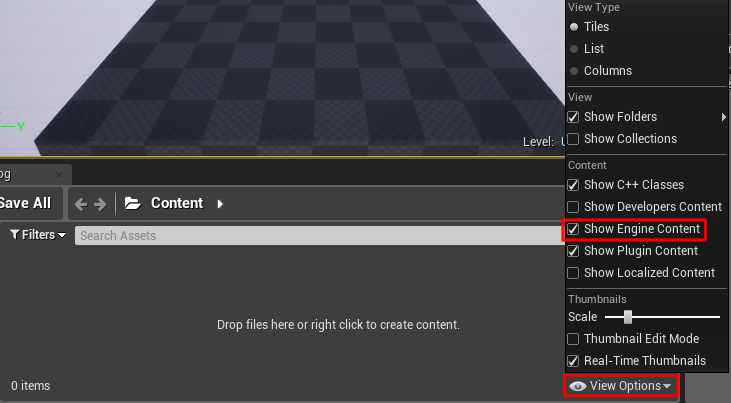 View Type
Tiles
List
Columns
View
Show Folders
Show Collections
Content
Show C++ Classes
Show Developers Content
Show Engine Content
Show Plugin Content
Show Localized Content
Thumbnails
Scale
Thumbnail Edit Mode
Real-Time Thumbnails
View Options
Y
Level:
Save All
Content
Filters
Search Assets
Drop files here or right click to create content.
0 items